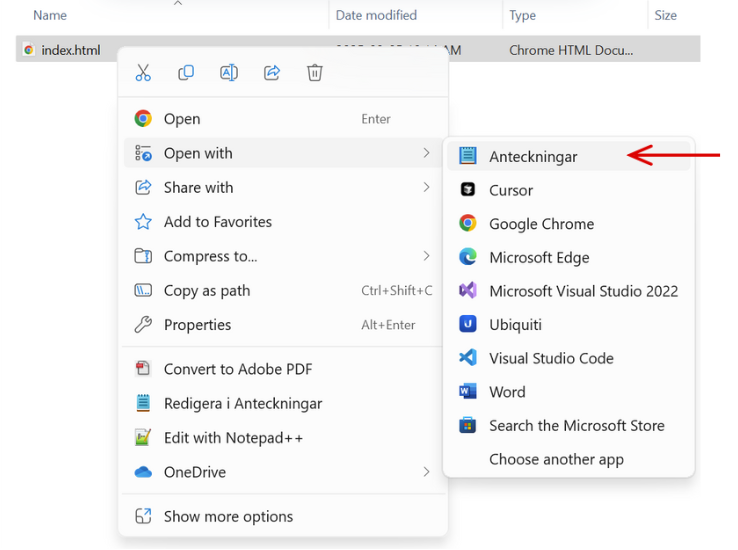 Name Date modified Type Size
index.html AM Chrome HTML Docu...
Open Enter
Open with
Share with
Add to Favorites
Compress to...
Copy as path Ctrl+Shift+C
Properties Alt+Enter
Convert to Adobe PDF
Redigera i Anteckningar
Edit with Notepad++
OneDrive
Show more options
Anteckningar
Cursor
Google Chrome
Microsoft Edge
Microsoft Visual Studio 2022
Ubiquiti
Visual Studio Code
Word
Search the Microsoft Store
Choose another app